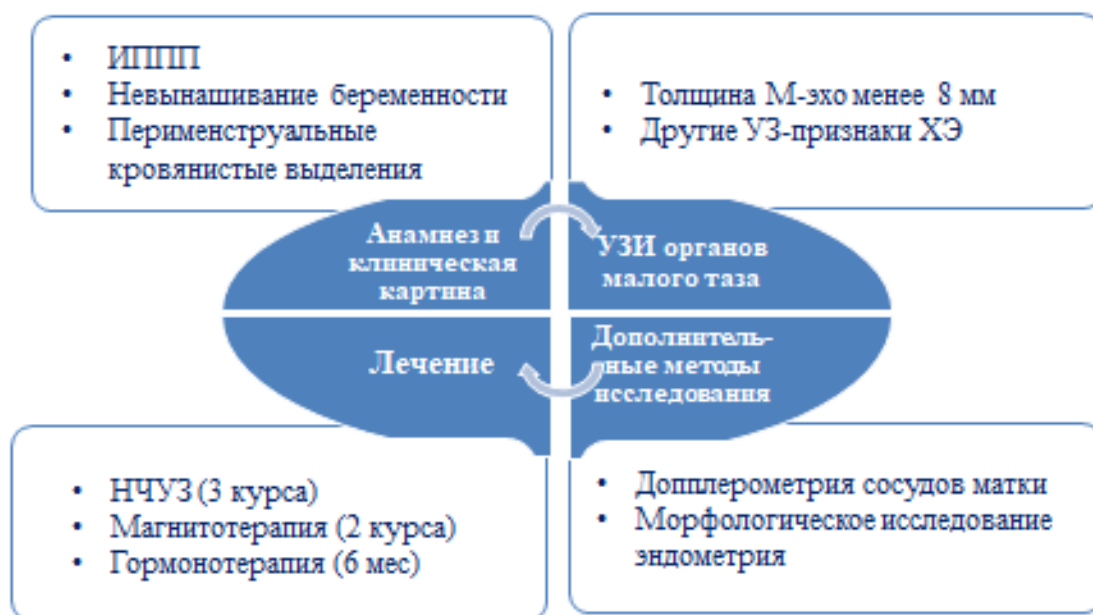 • ИППП
• Невынашивание беременности
• Перименструальные
кровянистые выделения
• Толщина М-эхо менее 8 мм
• Другие УЗ-признаки ХЭ
Анамнез и
клиническая
картина
УЗИ органов
малого таза
Лечение
Дополнитель-
ные методы
исследования
• НЧУЗ (3 курса)
• Магнитотерапия (2 курса)
• Гормонотерапия (6 мес)
• Допплерометрия сосудов матки
• Морфологическое исследование
эндометрия